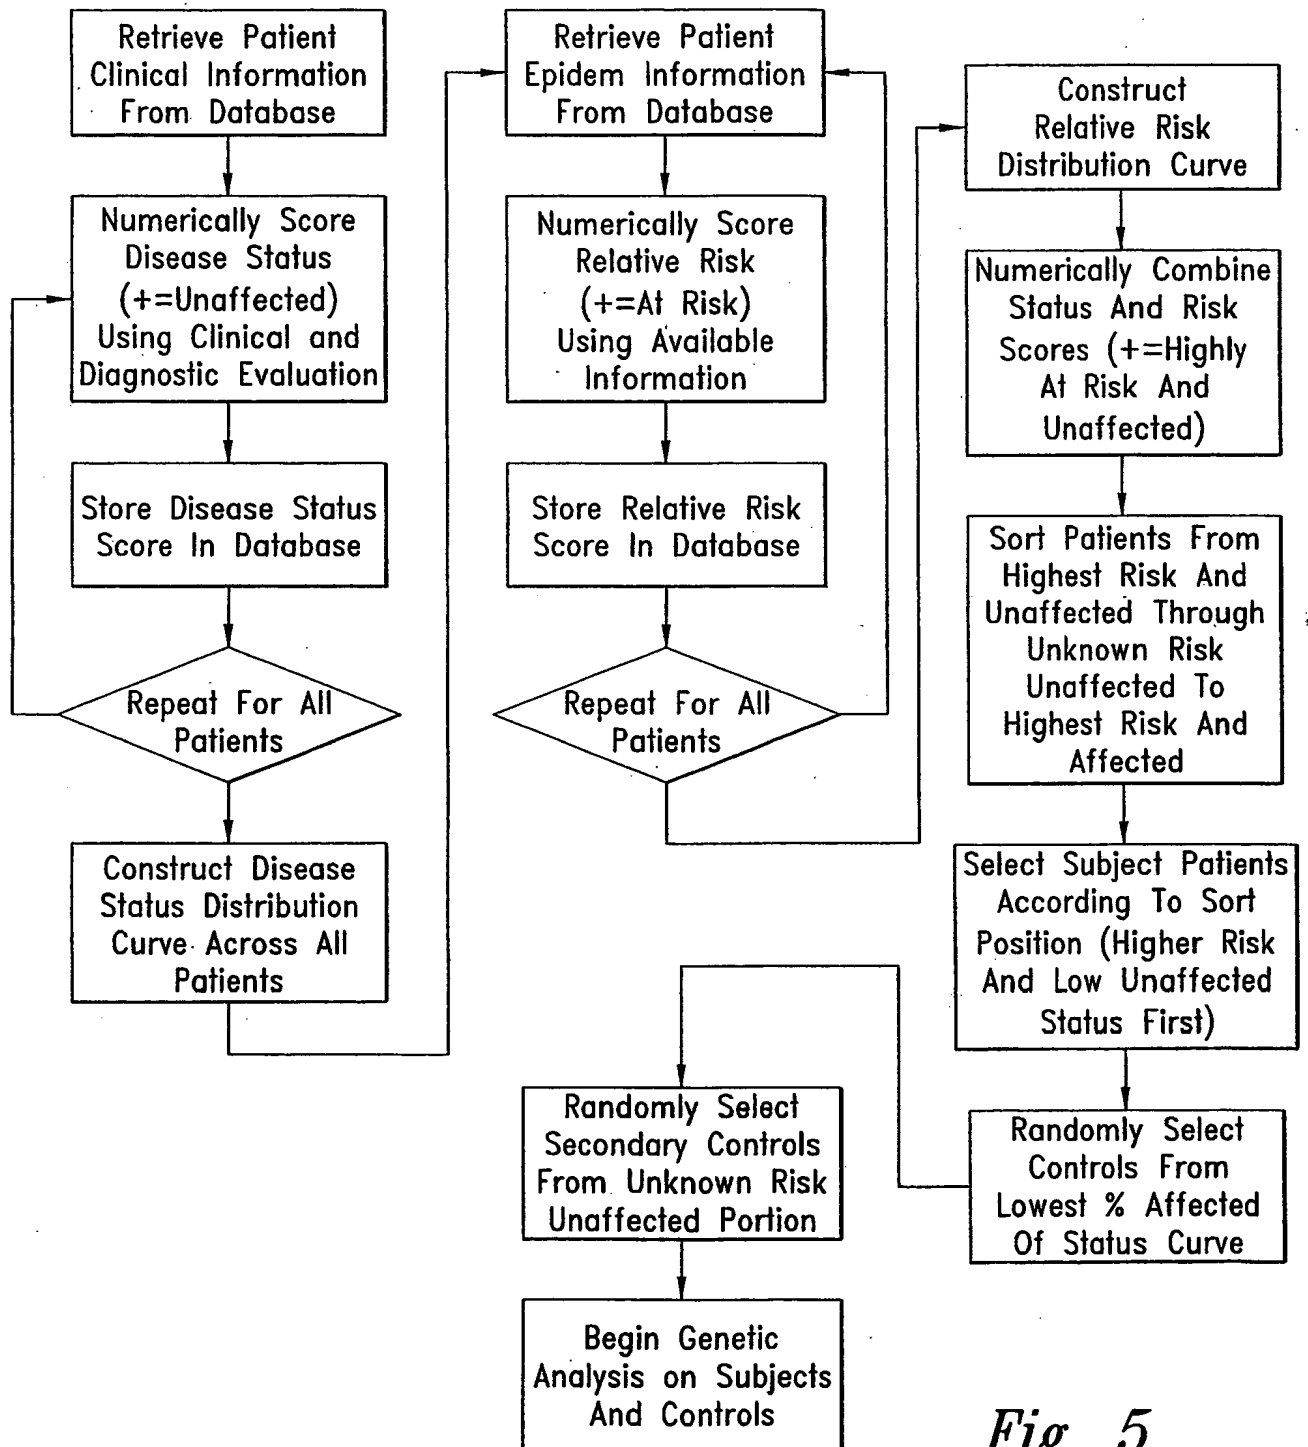 Retrieve Patient
Clinical Information
From Database
Numerically Score
Disease Status
(+=Unaffected)
Using Clinical and
Diagnostic Evaluation
Store Disease Status
Score In Database
Repeat For All
Patients
Construct Disease
Status Distribution
Curve Across All
Patients
Retrieve Patient
Epidem Information
From Database
Numerically Score
Relative Risk
(+=At Risk)
Using Available
Information
Store Relative Risk
Score In Database
Repeat For All
Patients
Construct
Relative Risk
Distribution Curve
Numerically Combine
Status And Risk
Scores (+=Highly
At Risk And
Unaffected)
Sort Patients From
Highest Risk And
Unaffected Through
Unknown Risk
Unaffected To
Highest Risk And
Affected
Select Subject Patients
According To Sort
Position (Higher Risk
And Low Unaffected
Status First)
Randomly Select
Controls From
Lowest % Affected
Of Status Curve
Randomly Select
Secondary Controls
From Unknown Risk
Unaffected Portion
Begin Genetic
Analysis on Subjects
And Controls
Fig. 5